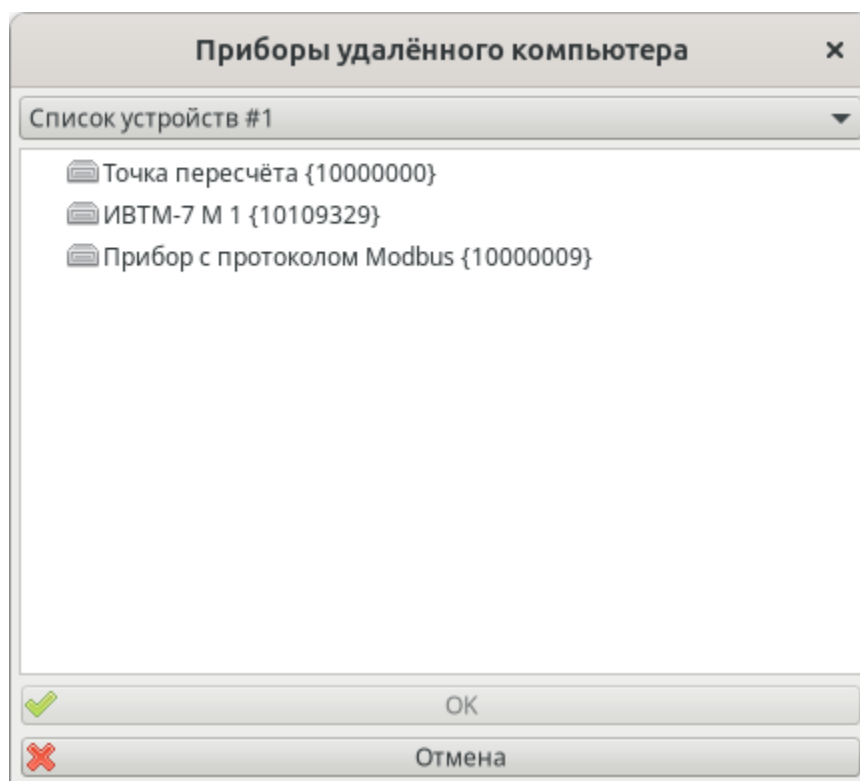 Приборы удалённого компьютера
Список устройств #1
Точка пересчёта {10000000}
ИВТМ-7 М 1 {10109329}
Прибор с протоколом Modbus {10000009}
OK
Отмена